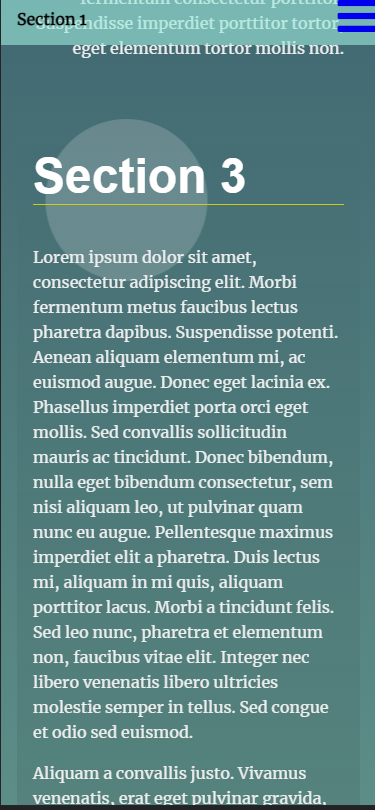 fermentum consectetur porttitor
Section 1
Suspendisse imperdiet porttitor tortor,
eget elementum tortor mollis non.
Section 3
Lorem ipsum dolor sit amet,
consectetur adipiscing elit. Morbi
fermentum metus faucibus lectus
pharetra dapibus. Suspendisse potenti.
Aenean aliquam elementum mi, ac
euismod augue. Donec eget lacinia ex.
Phasellus imperdiet porta orci eget
mollis. Sed convallis sollicitudin
mauris ac tincidunt. Donec bibendum,
nulla eget bibendum consectetur, sem
nisi aliquam leo, ut pulvinar quam
nunc eu augue. Pellentesque maximus
imperdiet elit a pharetra. Duis lectus
mi, aliquam in mi quis, aliquam
porttitor lacus. Morbi a tincidunt felis.
Sed leo nunc, pharetra et elementum
non, faucibus vitae elit. Integer nec
libero venenatis libero ultricies
molestie semper in tellus. Sed congue
et odio sed euismod.
Aliquam a convallis justo. Vivamus
venenatis, erat eget pulvinar gravida,